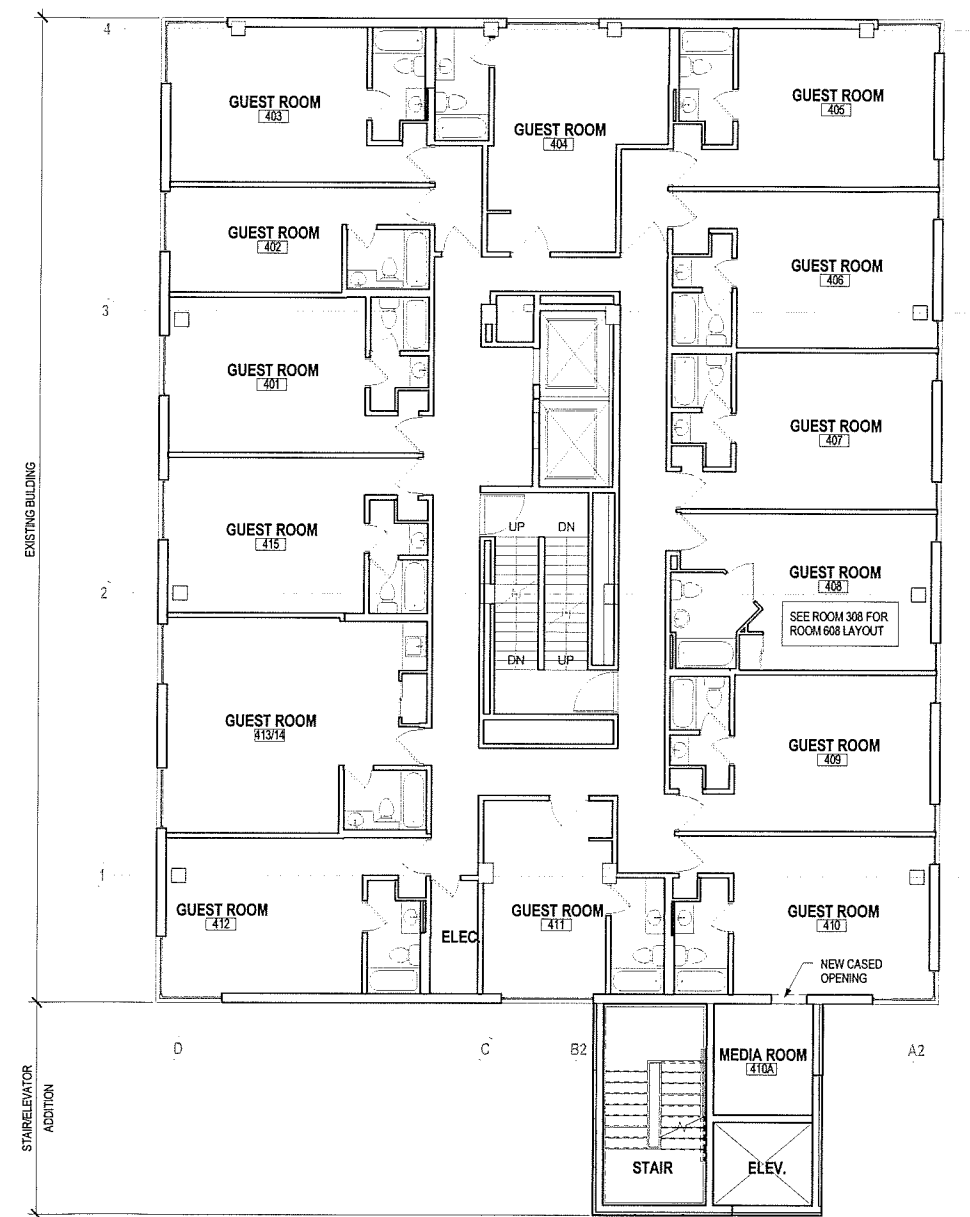 4
GUEST ROOM
403
GUEST ROOM
404
GUEST ROOM
405
GUEST ROOM
402
GUEST ROOM
406
3
GUEST ROOM
401
GUEST ROOM
407
EXISTING BUILDING
GUEST ROOM
415
UP
DN
2
GUEST ROOM
408
SEE ROOM 308 FOR
ROOM 608 LAYOUT
DN
UP
GUEST ROOM
413/14
GUEST ROOM
409
1
GUEST ROOM
412
ELEC.
GUEST ROOM
411
GUEST ROOM
410
NEW CASED
OPENING
D
C
B2
A2
MEDIA ROOM
410A
STAIR/ELEVATOR
ADDITION
STAIR
ELEV.